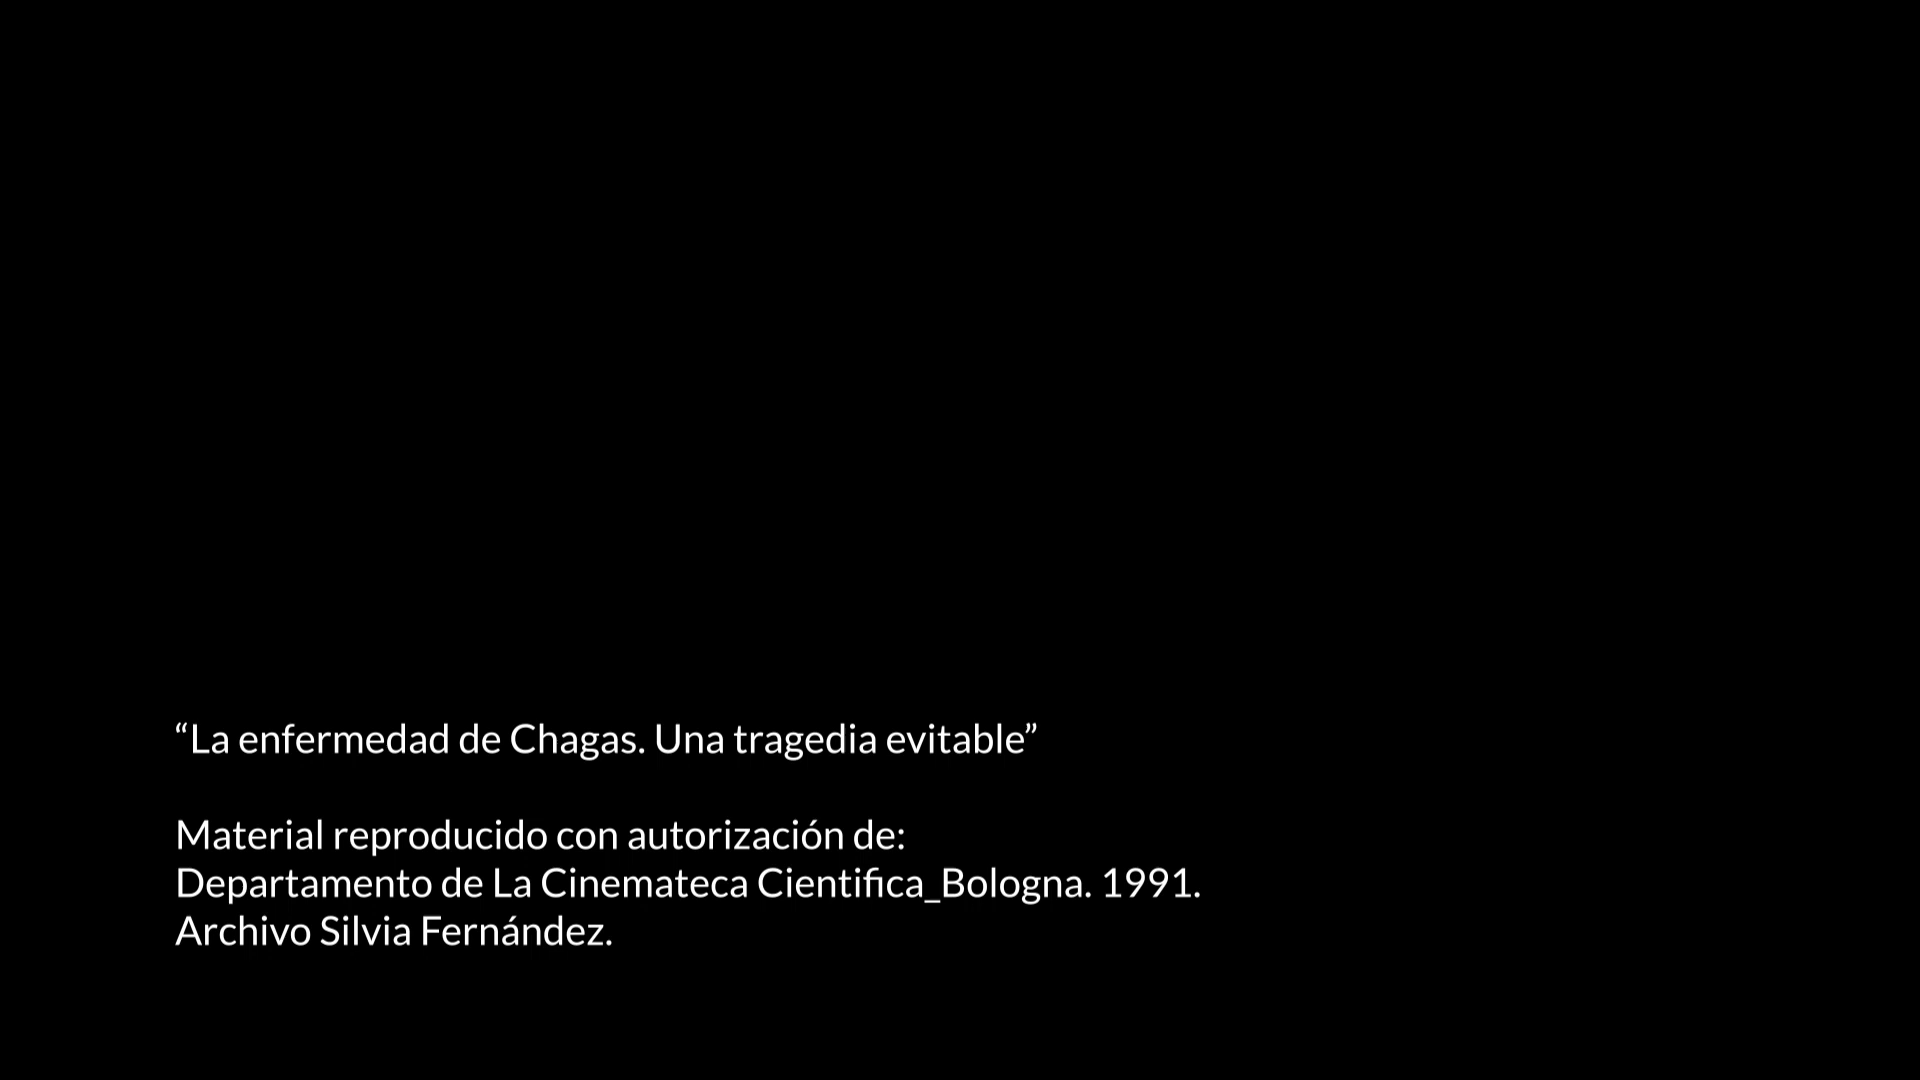 “La enfermedad de Chagas. Una tragedia evitable”
Material reproducido con autorización de:
Departamento de La Cinemateca Cientifica_Bologna. 1991.
Archivo Silvia Fernández.